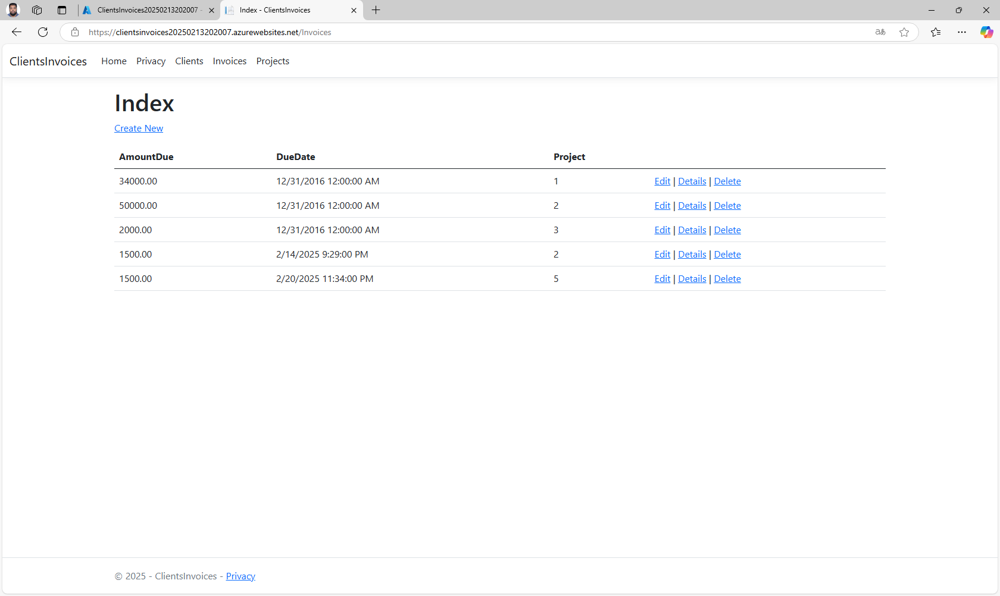 ClientsInvoices20250213202007 -
Index - ClientsInvoices
https://clientsinvoices20250213202007.azurewebsites.net/Invoices
aあ
ClientsInvoices Home Privacy Clients Invoices Projects
Index
Create New
AmountDue DueDate Project
34000.00 12/31/2016 12:00:00 AM 1 Edit | Details | Delete
50000.00 12/31/2016 12:00:00 AM 2 Edit | Details | Delete
2000.00 12/31/2016 12:00:00 AM 3 Edit | Details | Delete
1500.00 2/14/2025 9:29:00 PM 2 Edit | Details | Delete
1500.00 2/20/2025 11:34:00 PM 5 Edit | Details | Delete
© 2025 - ClientsInvoices - Privacy